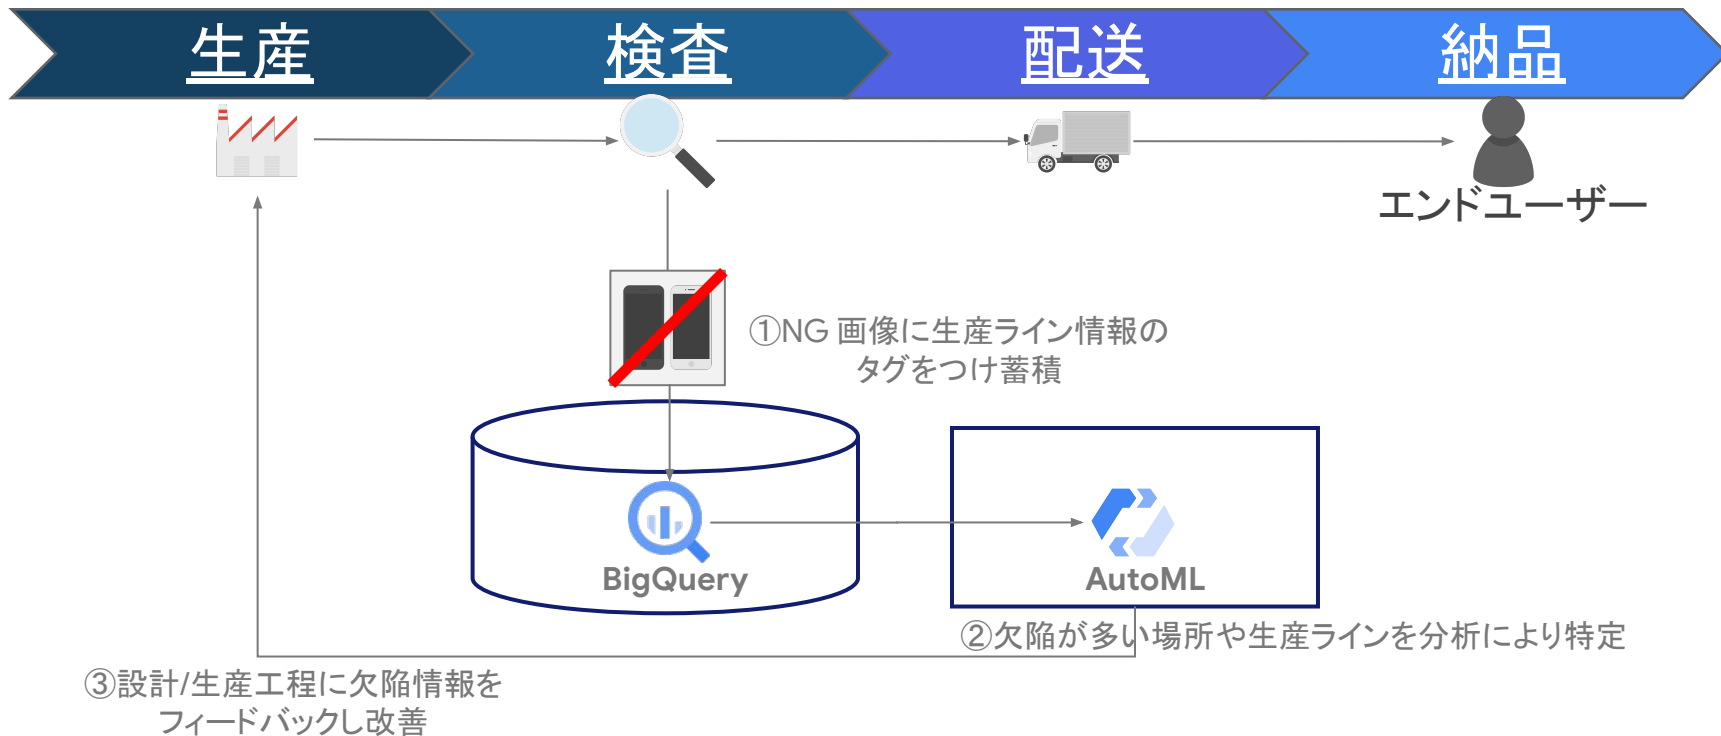 生産
検査
配送
納品
エンドユーザー
①NG 画像に生産ライン情報の
タグをつけ蓄積
BigQuery
AutoML
②欠陥が多い場所や生産ラインを分析により特定
③設計/生産工程に欠陥情報を
フィードバックし改善